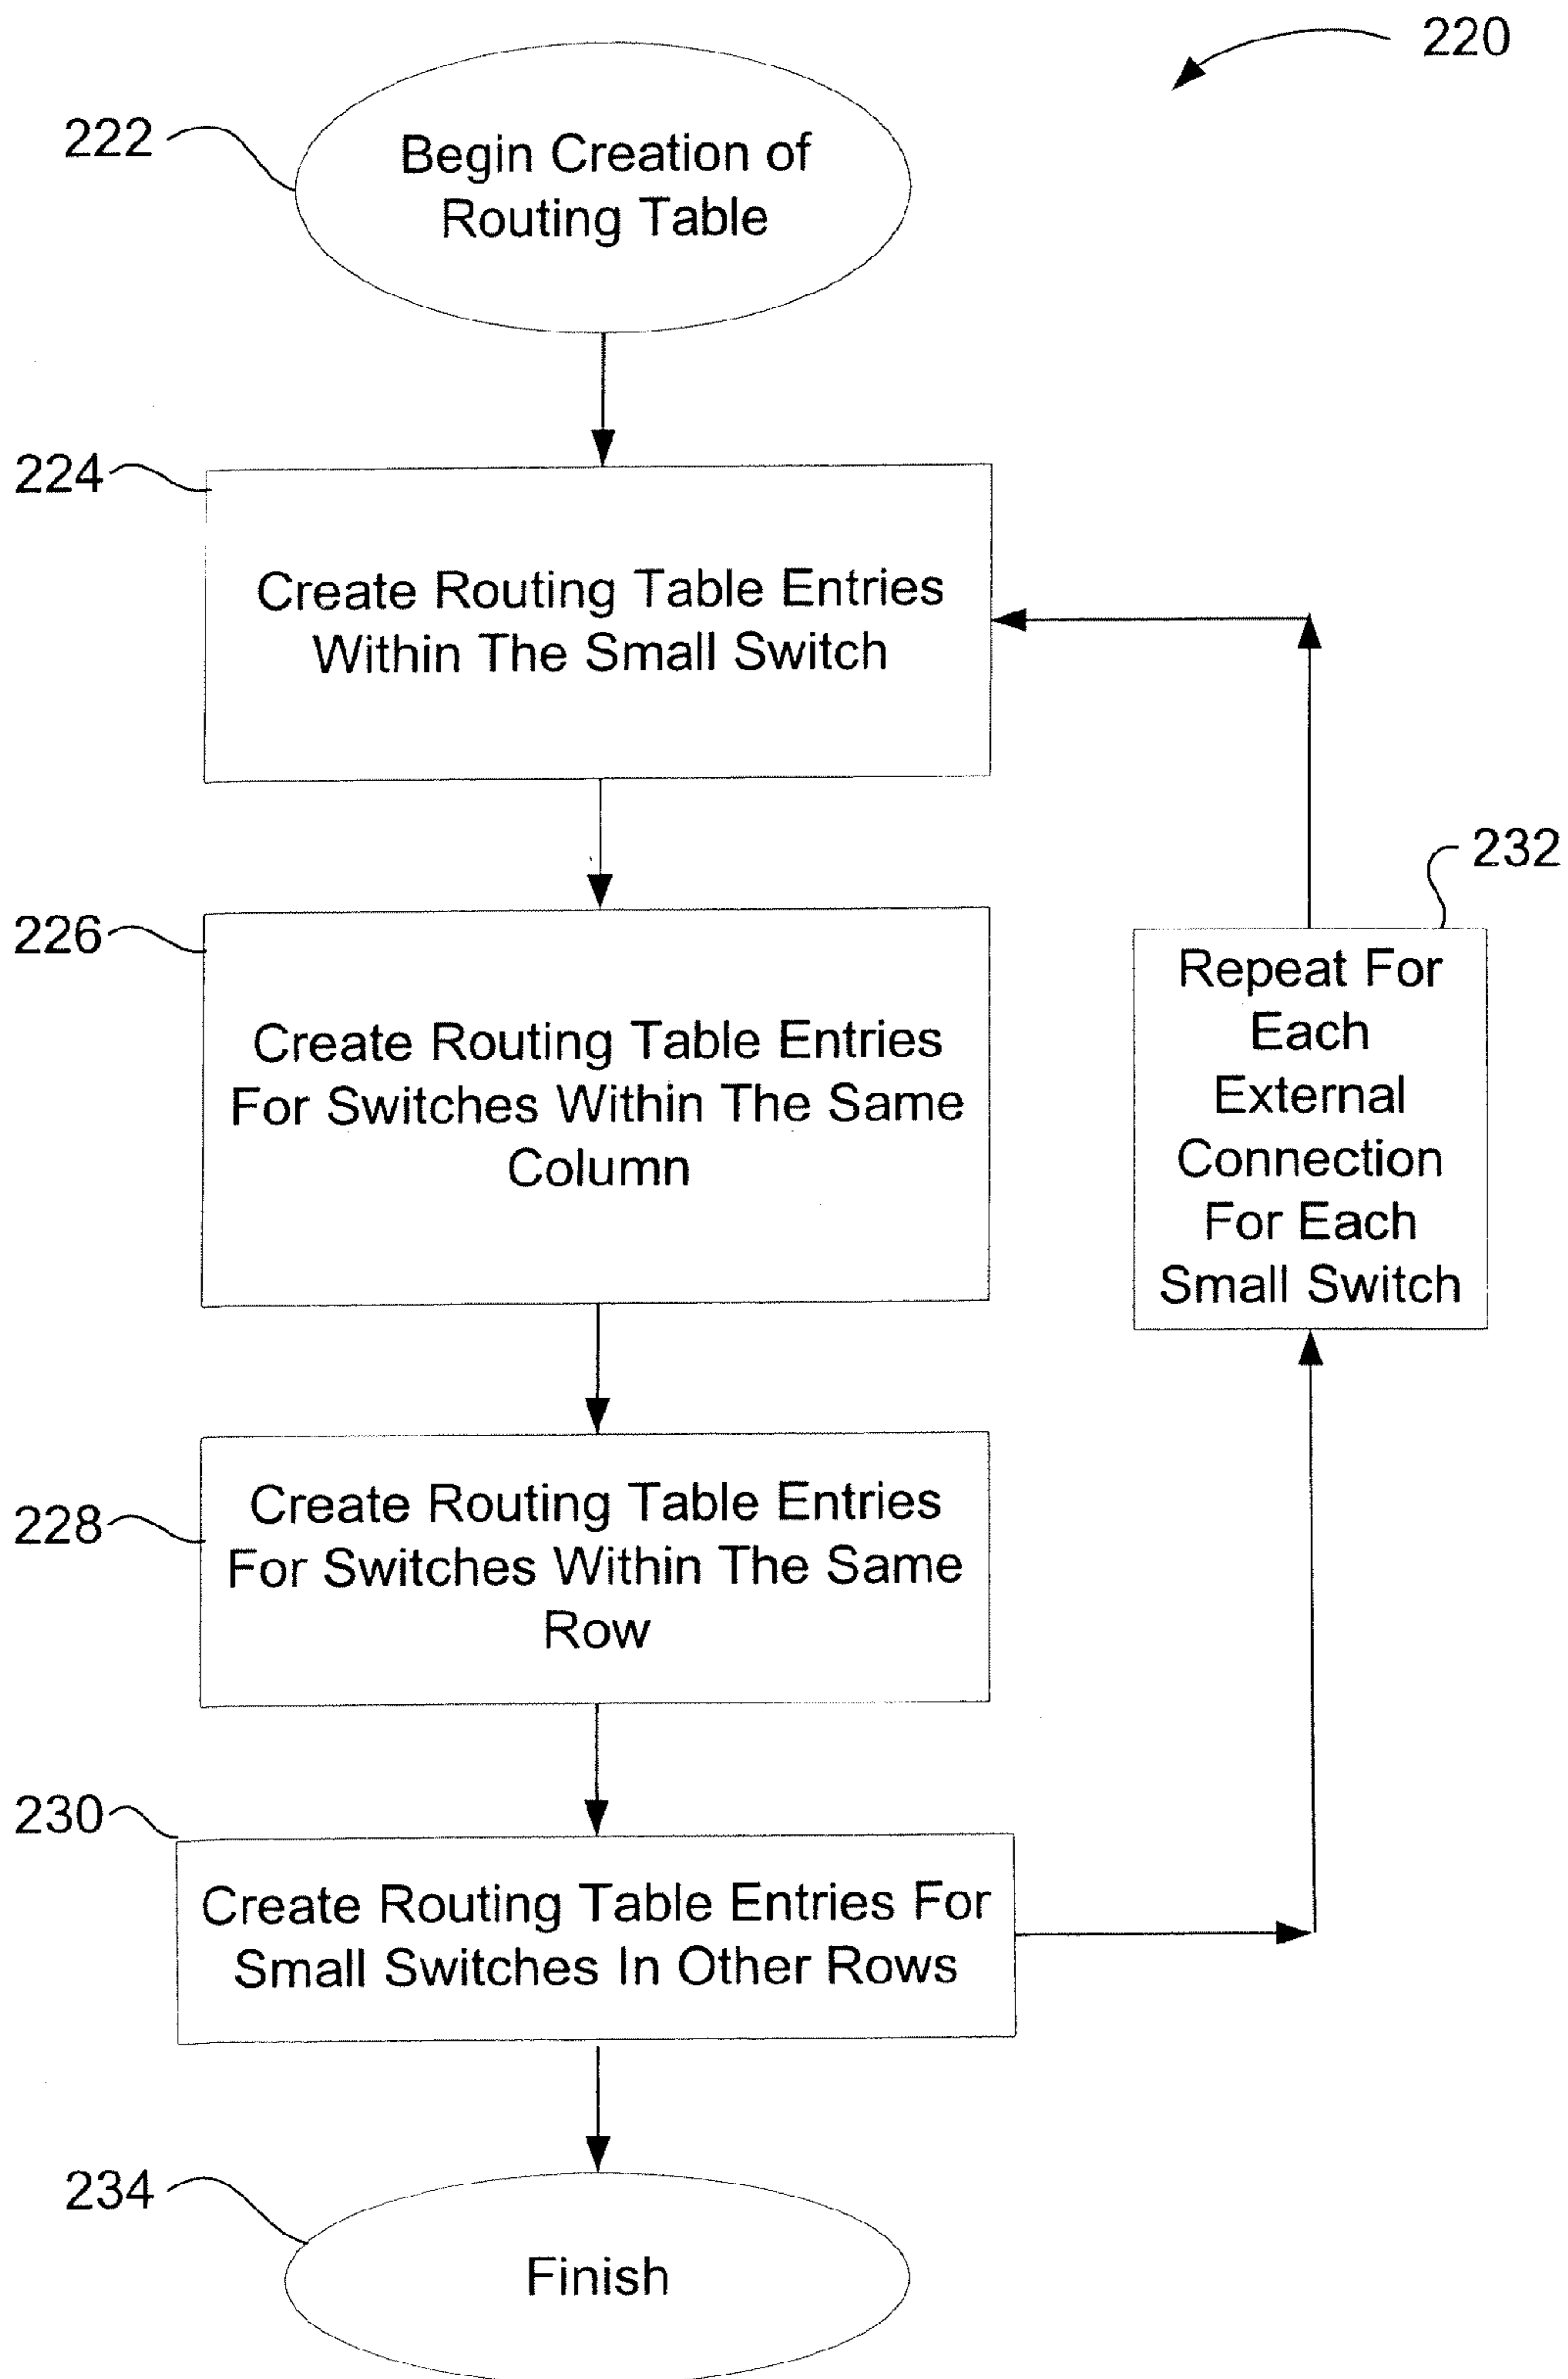 220
222
Begin Creation of
Routing Table
224
Create Routing Table Entries
Within The Small Switch
226
Create Routing Table Entries
For Switches Within The Same
Column
232
Repeat For
Each
External
Connection
For Each
Small Switch
228
Create Routing Table Entries
For Switches Within The Same
Row
230
Create Routing Table Entries For
Small Switches In Other Rows
234
Finish